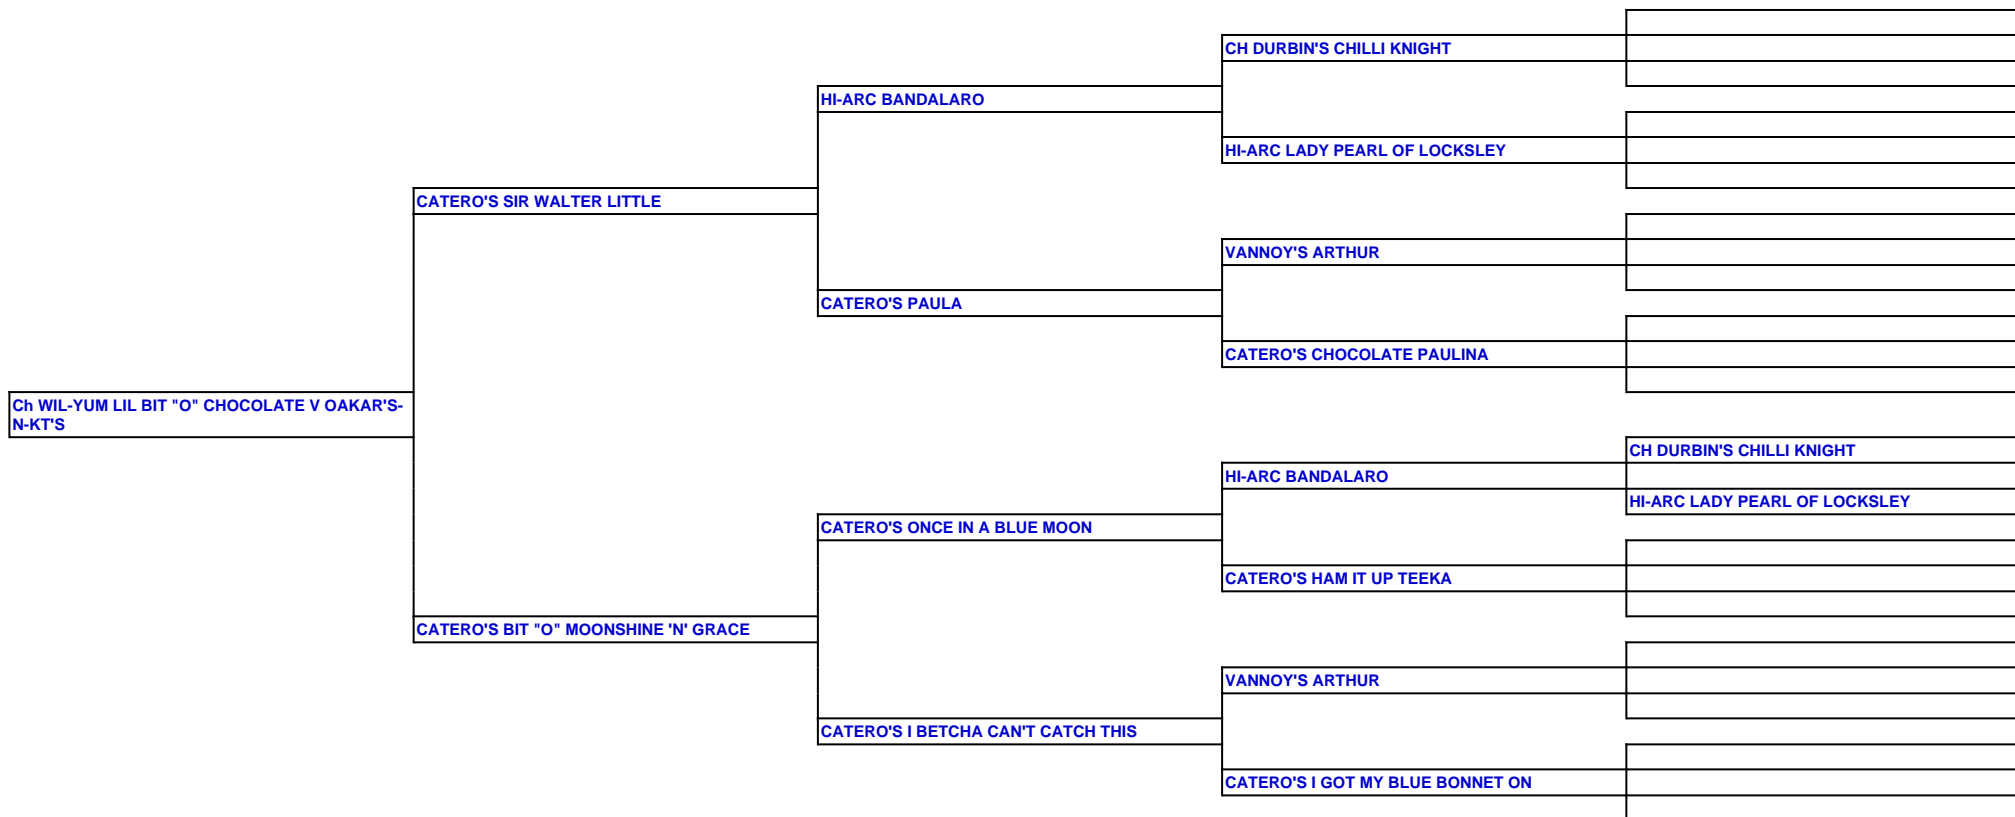 CH DURBIN'S CHILLI KNIGHT
HI-ARC BANDALARO
HI-ARC LADY PEARL OF LOCKSLEY
CATERO'S SIR WALTER LITTLE
VANNOY'S ARTHUR
CATERO'S PAULA
CATERO'S CHOCOLATE PAULINA
Ch WIL-YUM LIL BIT "O" CHOCOLATE V OAKAR'S-
N-KT'S
CH DURBIN'S CHILLI KNIGHT
HI-ARC BANDALARO
HI-ARC LADY PEARL OF LOCKSLEY
CATERO'S ONCE IN A BLUE MOON
CATERO'S HAM IT UP TEEKA
CATERO'S BIT "O" MOONSHINE 'N' GRACE
VANNOY'S ARTHUR
CATERO'S I BETCHA CAN'T CATCH THIS
CATERO'S I GOT MY BLUE BONNET ON